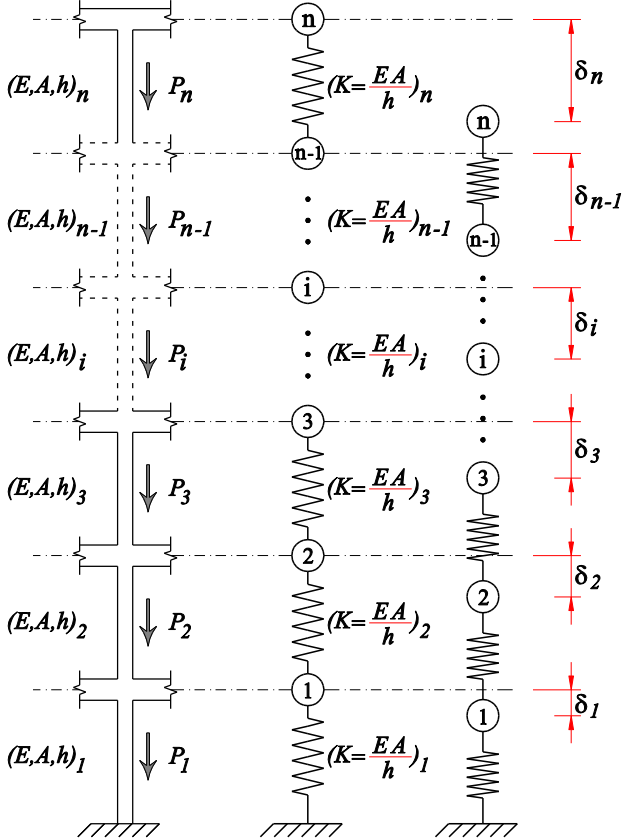 n
(E,A,h)n Pn (K=EA/h)n δn
n
n-1
(E,A,h)n-1 Pn-1 (K=EA/h)n-1 δn-1
n-1
i
(E,A,h)i Pi (K=EA/h)i δi
i
3
(E,A,h)3 P3 (K=EA/h)3 δ3
3
2
(E,A,h)2 P2 (K=EA/h)2 δ2
2
1
(E,A,h)1 P1 (K=EA/h)1 δ1
1